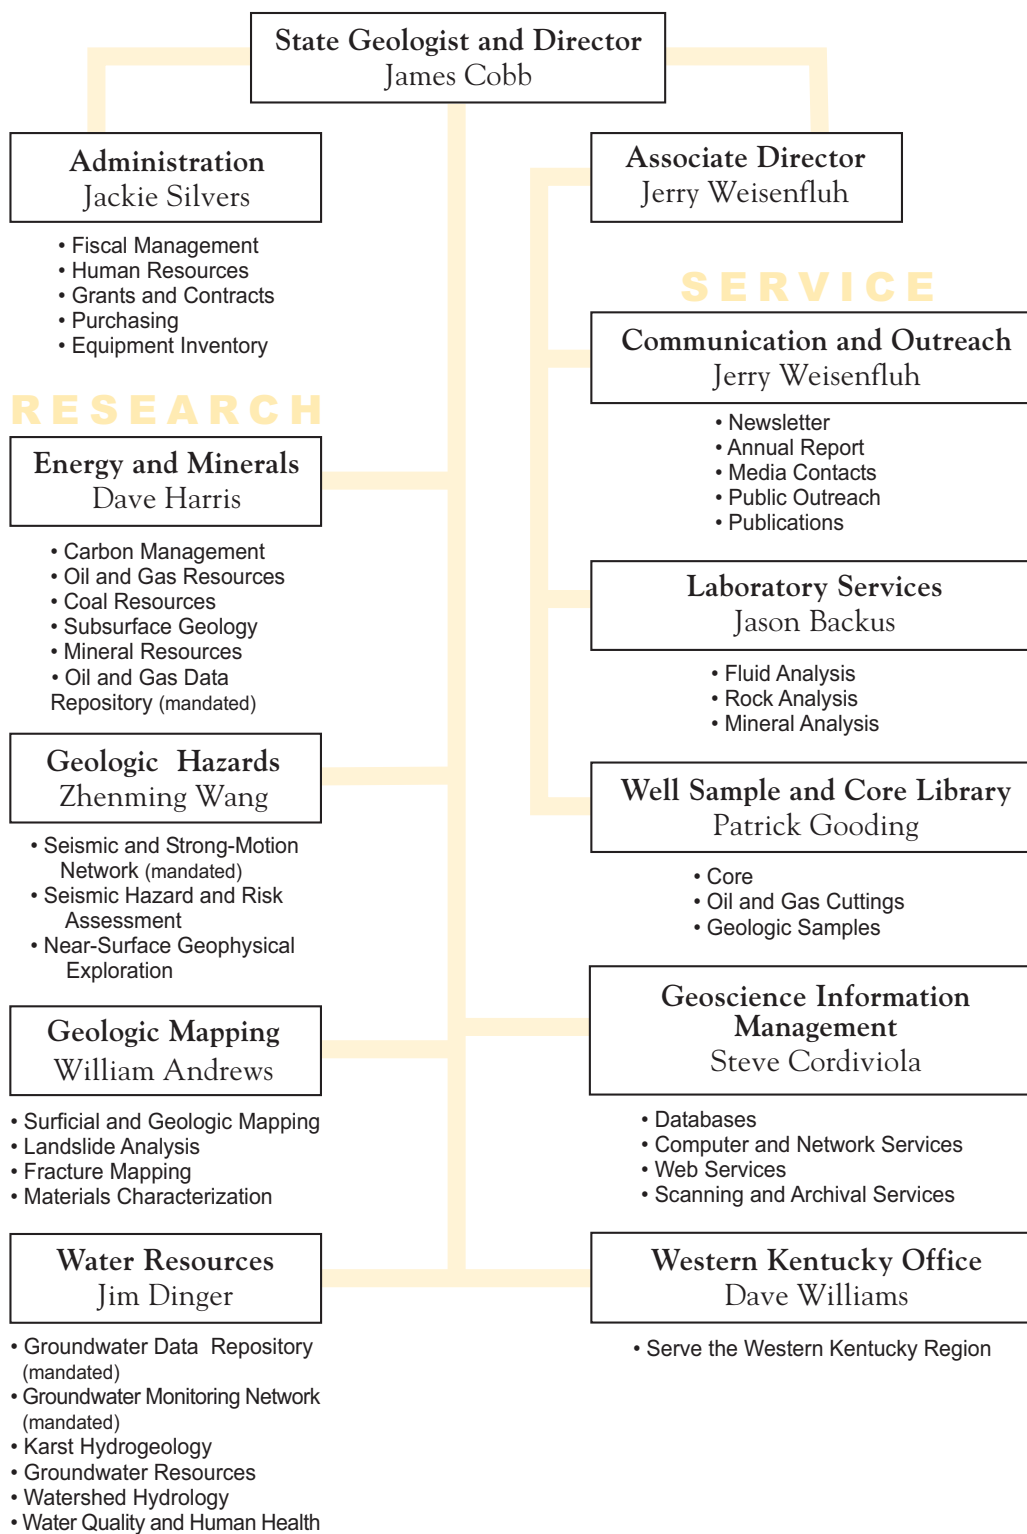 State Geologist and Director
James Cobb
Administration
Jackie Silvers
• Fiscal Management
• Human Resources
• Grants and Contracts
• Purchasing
• Equipment Inventory
RESEARCH
Energy and Minerals
Dave Harris
• Carbon Management
• Oil and Gas Resources
• Coal Resources
• Subsurface Geology
• Mineral Resources
• Oil and Gas Data
Repository (mandated)
Geologic Hazards
Zhenming Wang
• Seismic and Strong-Motion
Network (mandated)
• Seismic Hazard and Risk
Assessment
• Near-Surface Geophysical
Exploration
Geologic Mapping
William Andrews
• Surficial and Geologic Mapping
• Landslide Analysis
• Fracture Mapping
• Materials Characterization
Water Resources
Jim Dinger
• Groundwater Data Repository
(mandated)
• Groundwater Monitoring Network
(mandated)
• Karst Hydrogeology
• Groundwater Resources
• Watershed Hydrology
• Water Quality and Human Health
Associate Director
Jerry Weisenfluh
SERVICE
Communication and Outreach
Jerry Weisenfluh
• Newsletter
• Annual Report
• Media Contacts
• Public Outreach
• Publications
Laboratory Services
Jason Backus
• Fluid Analysis
• Rock Analysis
• Mineral Analysis
Well Sample and Core Library
Patrick Gooding
• Core
• Oil and Gas Cuttings
• Geologic Samples
Geoscience Information
Management
Steve Cordiviola
• Databases
• Computer and Network Services
• Web Services
• Scanning and Archival Services
Western Kentucky Office
Dave Williams
• Serve the Western Kentucky Region